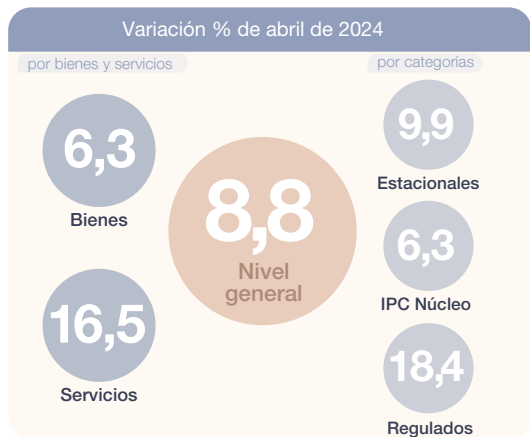 Variación % de abril de 2024
por bienes y servicios
por categorías
6,3
Bienes
16,5
Servicios
8,8
Nivel
general
9,9
Estacionales
6,3
IPC Núcleo
18,4
Regulados